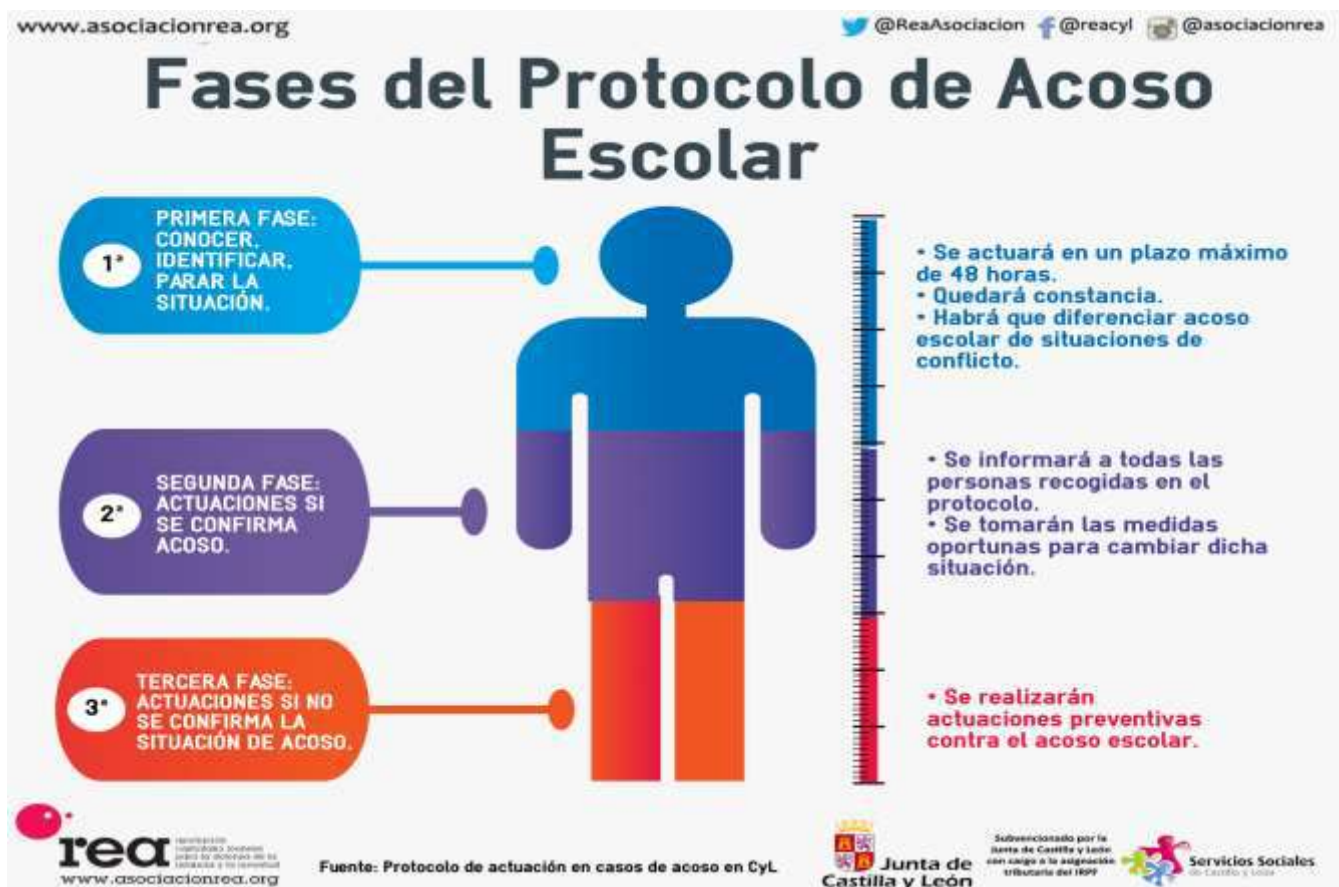 www.asociacionrea.org
@ReaAsociacion @reacyl @asociacionrea
Fases del Protocolo de Acoso
Escolar
1ª
PRIMERA FASE:
CONOCER,
IDENTIFICAR,
PARAR LA
SITUACIÓN.
• Se actuará en un plazo máximo
de 48 horas.
• Quedará constancia.
• Habrá que diferenciar acoso
escolar de situaciones de
conflicto.
2ª
SEGUNDA FASE:
ACTUACIONES SI
SE CONFIRMA
ACOSO.
• Se informará a todas las
personas recogidas en el
protocolo.
• Se tomarán las medidas
oportunas para cambiar dicha
situación.
3ª
TERCERA FASE:
ACTUACIONES SI NO
SE CONFIRMA LA
SITUACIÓN DE ACOSO.
• Se realizarán
actuaciones preventivas
contra el acoso escolar.
rea
www.asociacionrea.org
Fuente: Protocolo de actuación en casos de acoso en CyL
Junta de
Castilla y León
Subvencionado por la
Junta de Castilla y León
con cargo a la asignación
tributaria del IRPF
Servicios Sociales
de Castilla y León